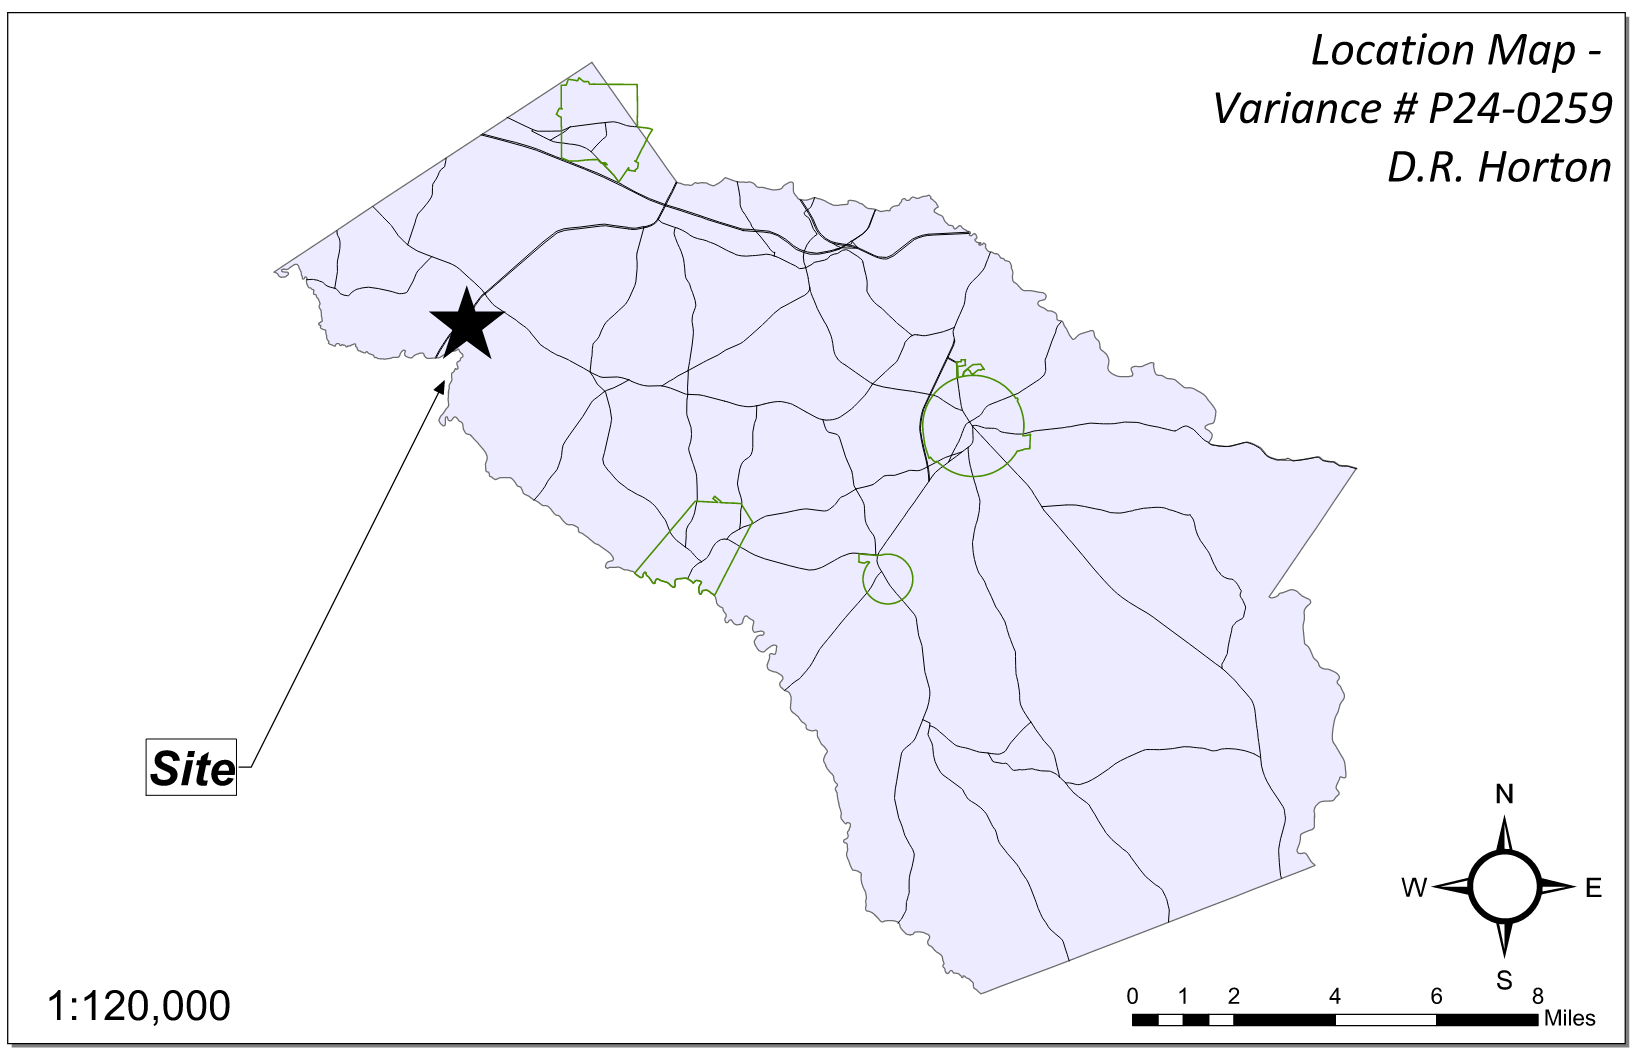 Location Map -
Variance # P24-0259
D.R. Horton
Site
N
W E
S
1:120,000
0 1 2 4 6 8
Miles